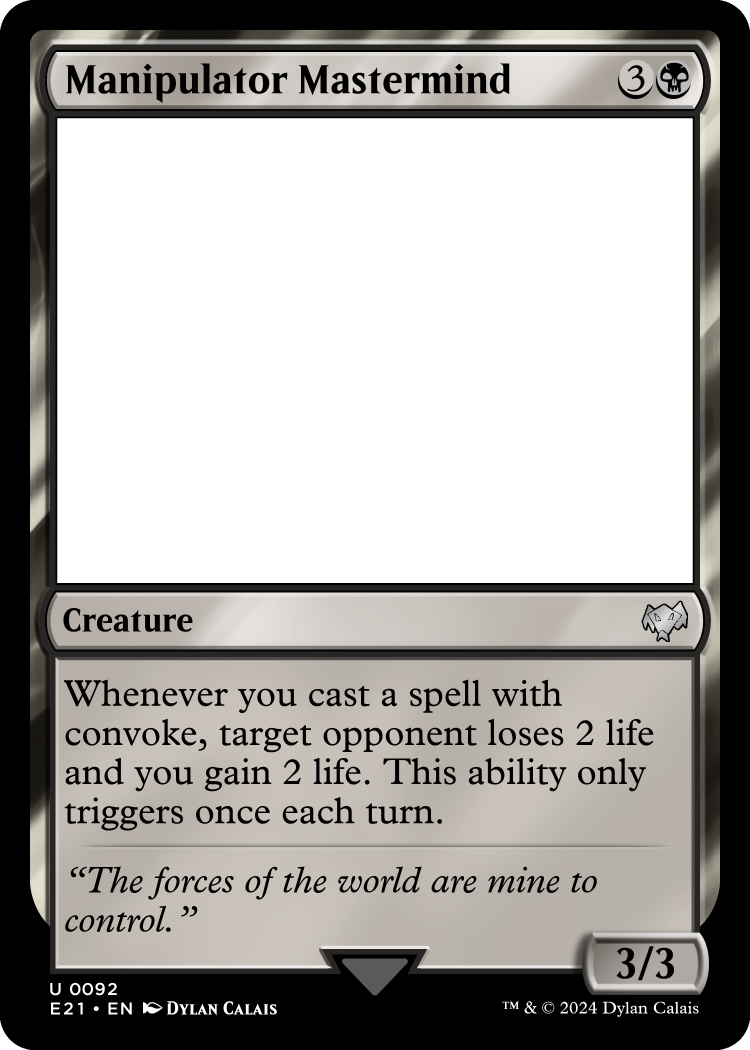 Manipulator Mastermind 3
Creature
Whenever you cast a spell with
convoke, target opponent loses 2 life
and you gain 2 life. This ability only
triggers once each turn.
“The forces of the world are mine to
control.”
3/3
U 0092
E21 • EN Dylan Calais
™ & © 2024 Dylan Calais